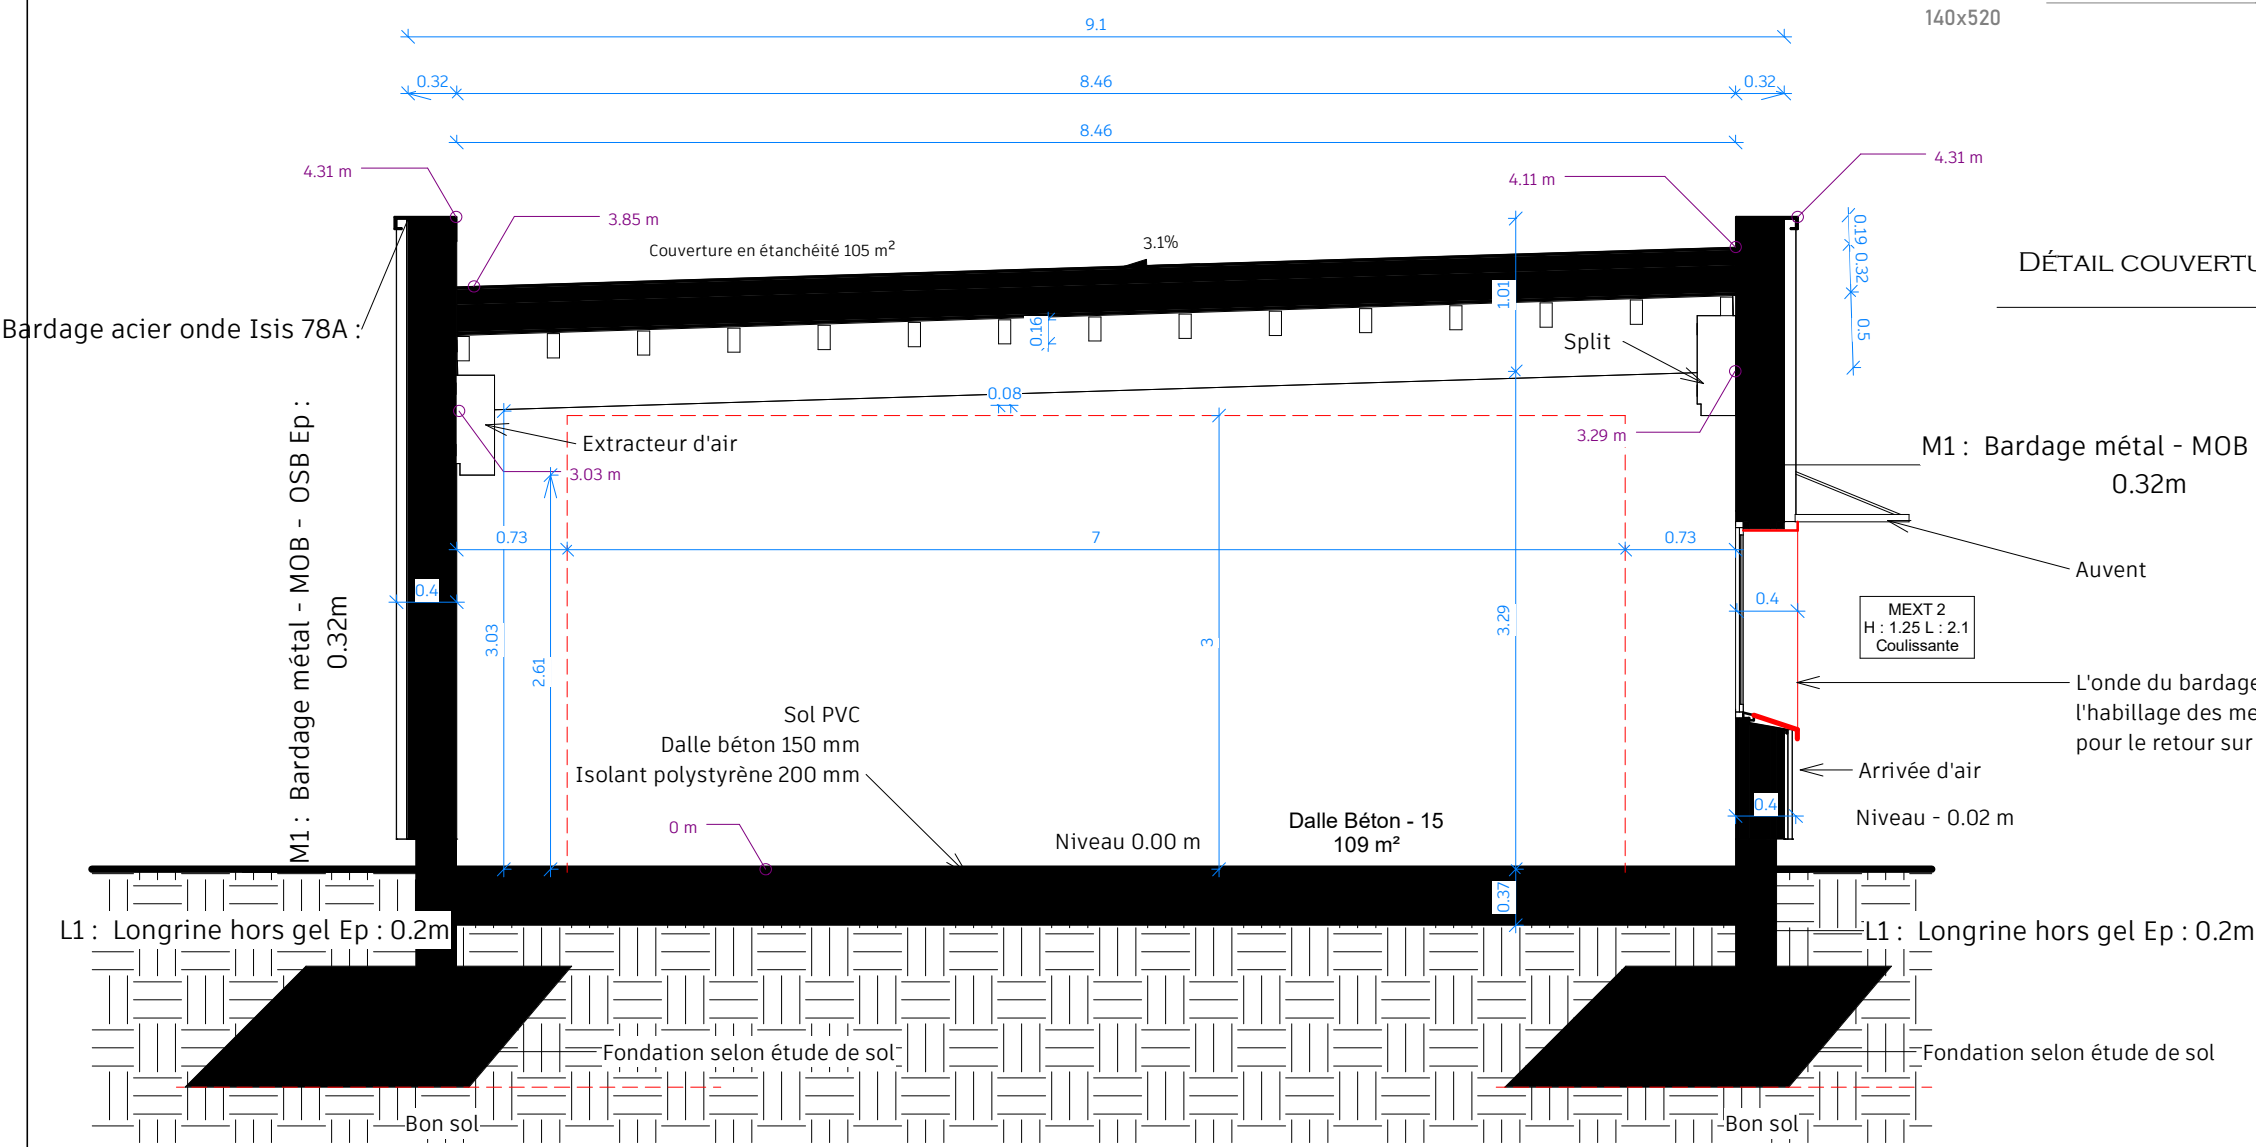 140x520
9.1
0.32
8.46
0.32
8.46
4.31 m
3.85 m
4.11 m
4.31 m
Couverture en étanchéité 105 m²
3.1%
0.19
0.32
0.5
DÉTAIL COUVERTU
1.01
0.16
Bardage acier onde Isis 78A :
Split
0.08
Extracteur d'air
3.03 m
3.29 m
M1 : Bardage métal - MOB - OSB Ep :
0.32m
M1 : Bardage métal - MOB
0.32m
0.73
7
0.73
Auvent
0.4
0.4
MEXT 2
H : 1.25 L : 2.1
Coulissante
3.03
2.61
3
3.29
L'onde du bardage
l'habillage des me
pour le retour sur
Sol PVC
Dalle béton 150 mm
Isolant polystyrène 200 mm
Arrivée d'air
0.4
Niveau - 0.02 m
0 m
Niveau 0.00 m
Dalle Béton - 15
109 m²
0.37
L1 : Longrine hors gel Ep : 0.2m
L1 : Longrine hors gel Ep : 0.2m
Fondation selon étude de sol
Fondation selon étude de sol
Bon sol
Bon sol